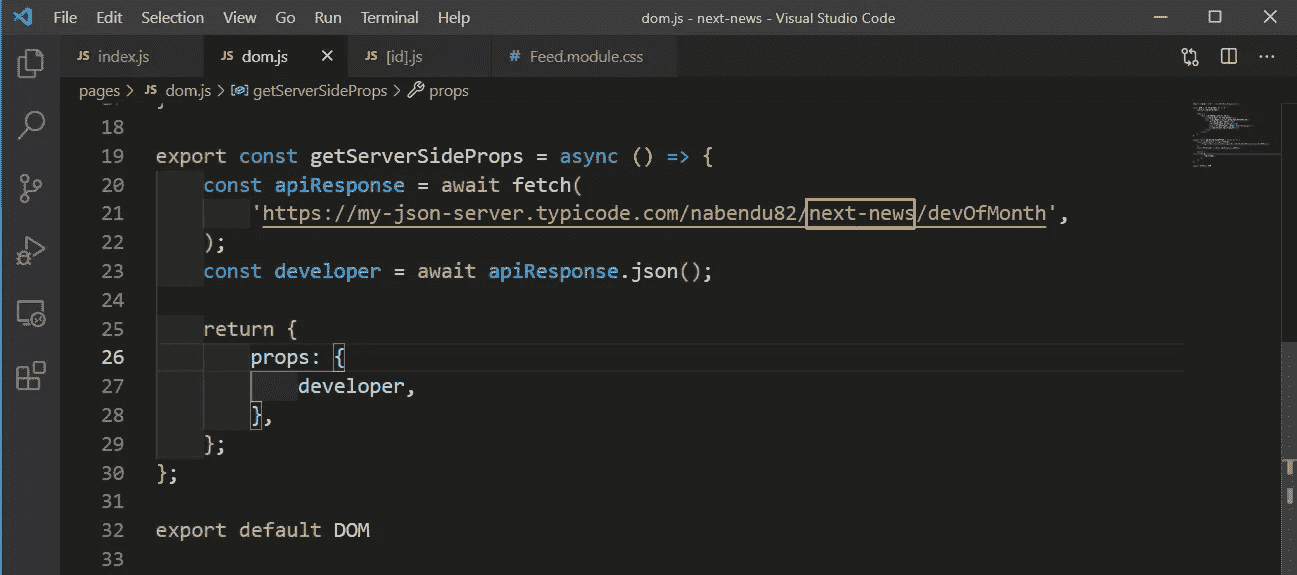 File Edit Selection View Go Run Terminal Help dom.js - next-news - Visual Studio Code
JS index.js JS dom.js JS [id].js # Feed.module.css
pages > JS dom.js > getServerSideProps > props
18
19 export const getServerSideProps = async () => {
20 const apiResponse = await fetch(
21 'https://my-json-server.typicode.com/nabendu82/next-news/devOfMonth',
22 );
23 const developer = await apiResponse.json();
24
25 return {
26 props: {
27 developer,
28 },
29 };
30 };
31
32 export default DOM
33